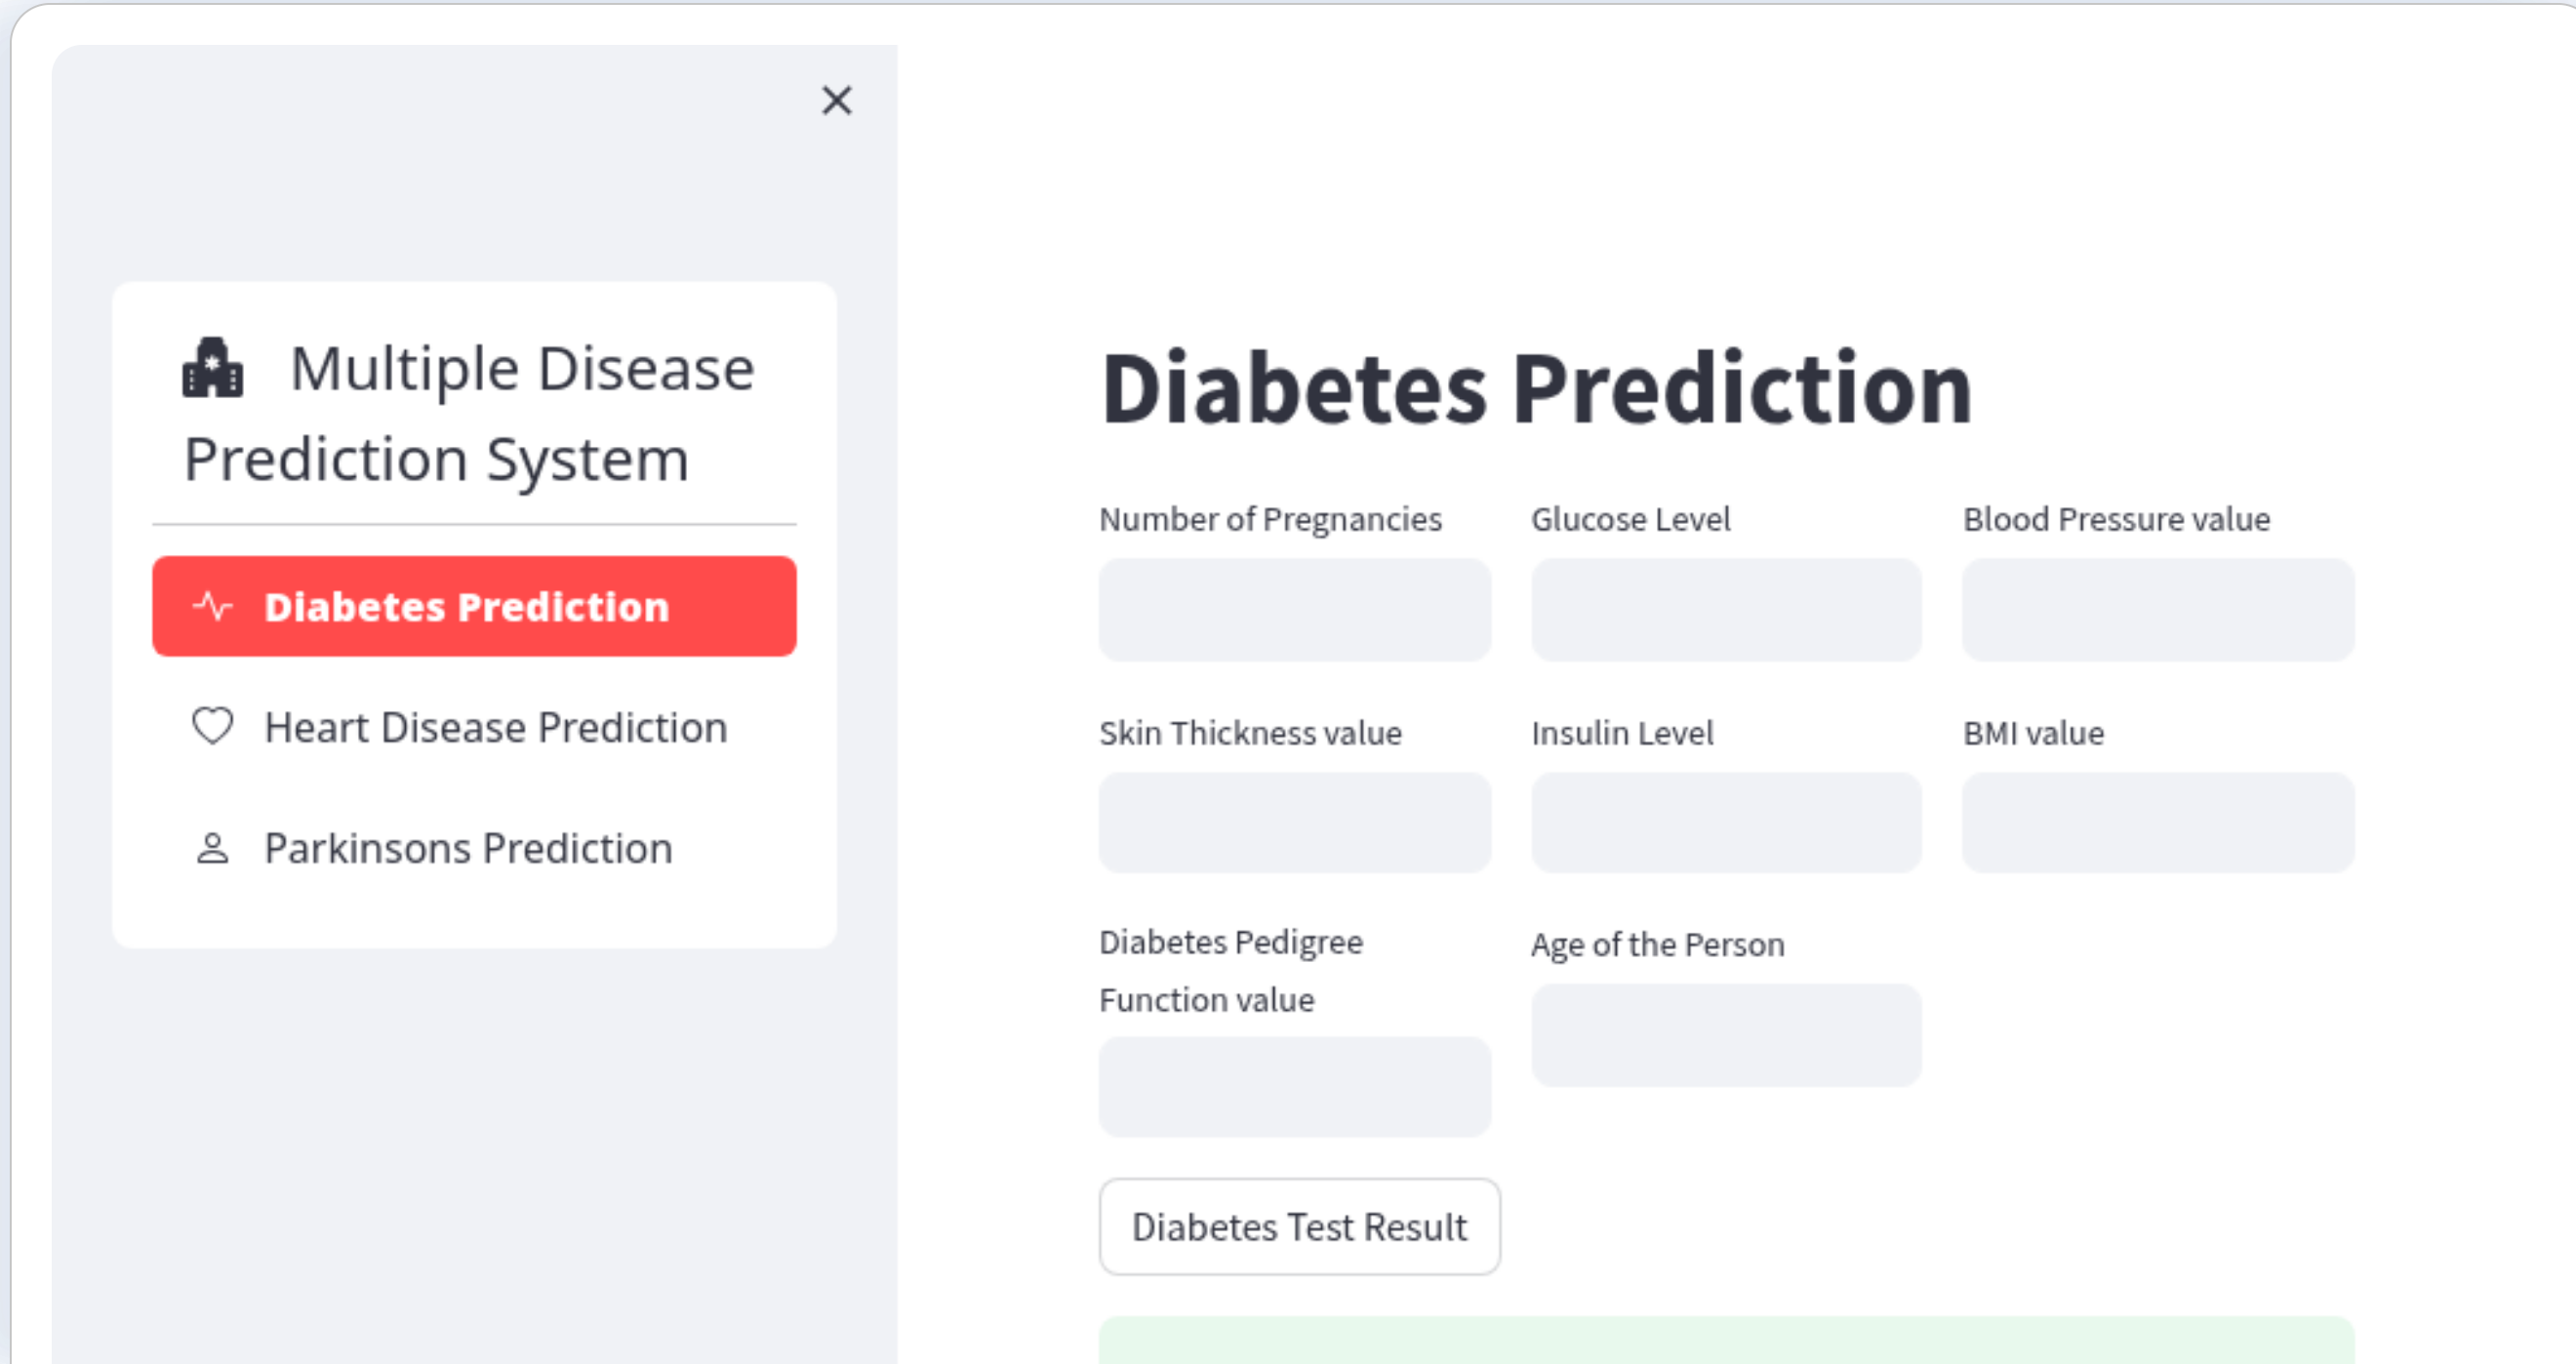 Multiple Disease
Prediction System
Diabetes Prediction
Heart Disease Prediction
Parkinsons Prediction
Diabetes Prediction
Number of Pregnancies
Glucose Level
Blood Pressure value
Skin Thickness value
Insulin Level
BMI value
Diabetes Pedigree
Function value
Age of the Person
Diabetes Test Result